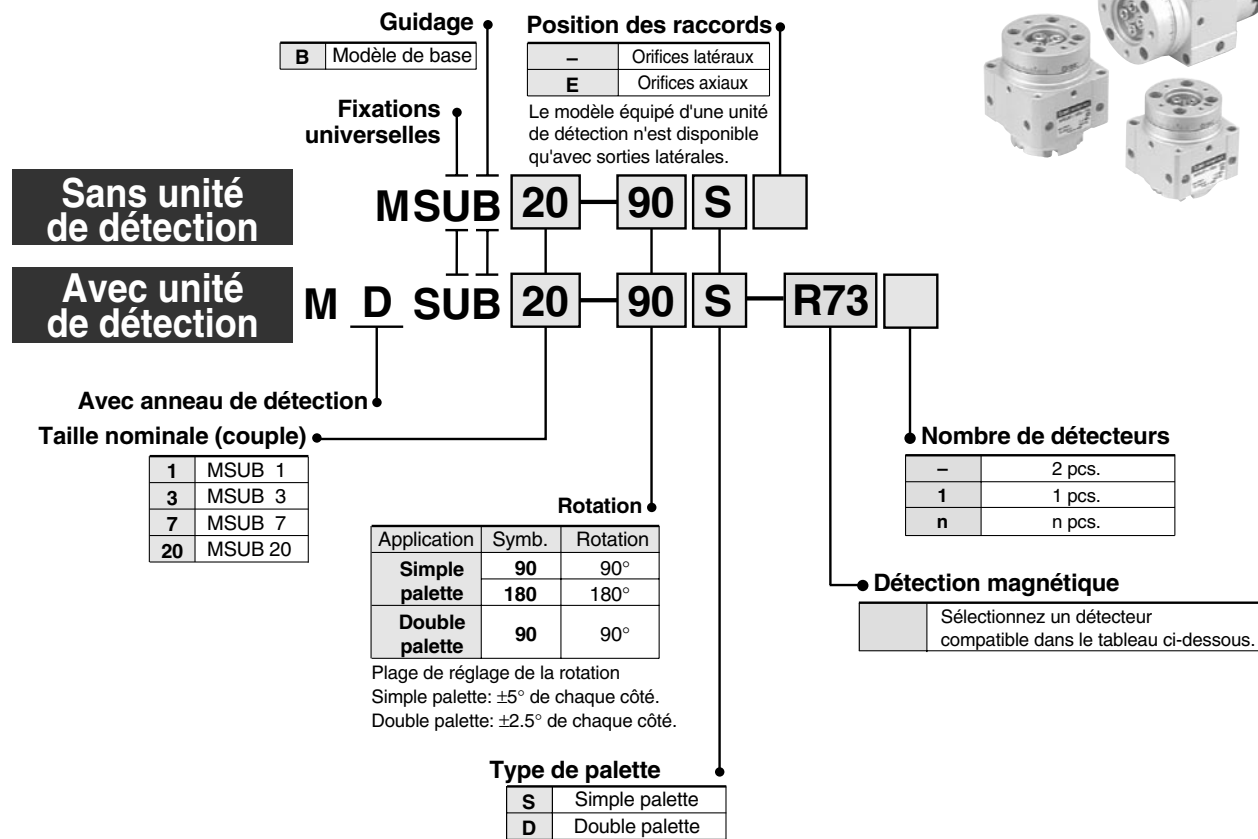 Guidage
B Modèle de base
Position des raccords
– Orifices latéraux
E Orifices axiaux
Le modèle équipé d'une unité
de détection n'est disponible
qu'avec sorties latérales.
Fixations
universelles
Sans unité
de détection
MSUB 20 – 90 S
Avec unité
de détection
M D SUB 20 – 90 S – R73
Avec anneau de détection
Taille nominale (couple)
1 MSUB 1
3 MSUB 3
7 MSUB 7
20 MSUB 20
Rotation
Application Symb. Rotation
Simple
palette
90 90°
180 180°
Double
palette
90 90°
Plage de réglage de la rotation
Simple palette: ±5° de chaque côté.
Double palette: ±2.5° de chaque côté.
Type de palette
S Simple palette
D Double palette
Nombre de détecteurs
– 2 pcs.
1 1 pcs.
n n pcs.
Détection magnétique
Sélectionnez un détecteur
compatible dans le tableau ci-dessous.